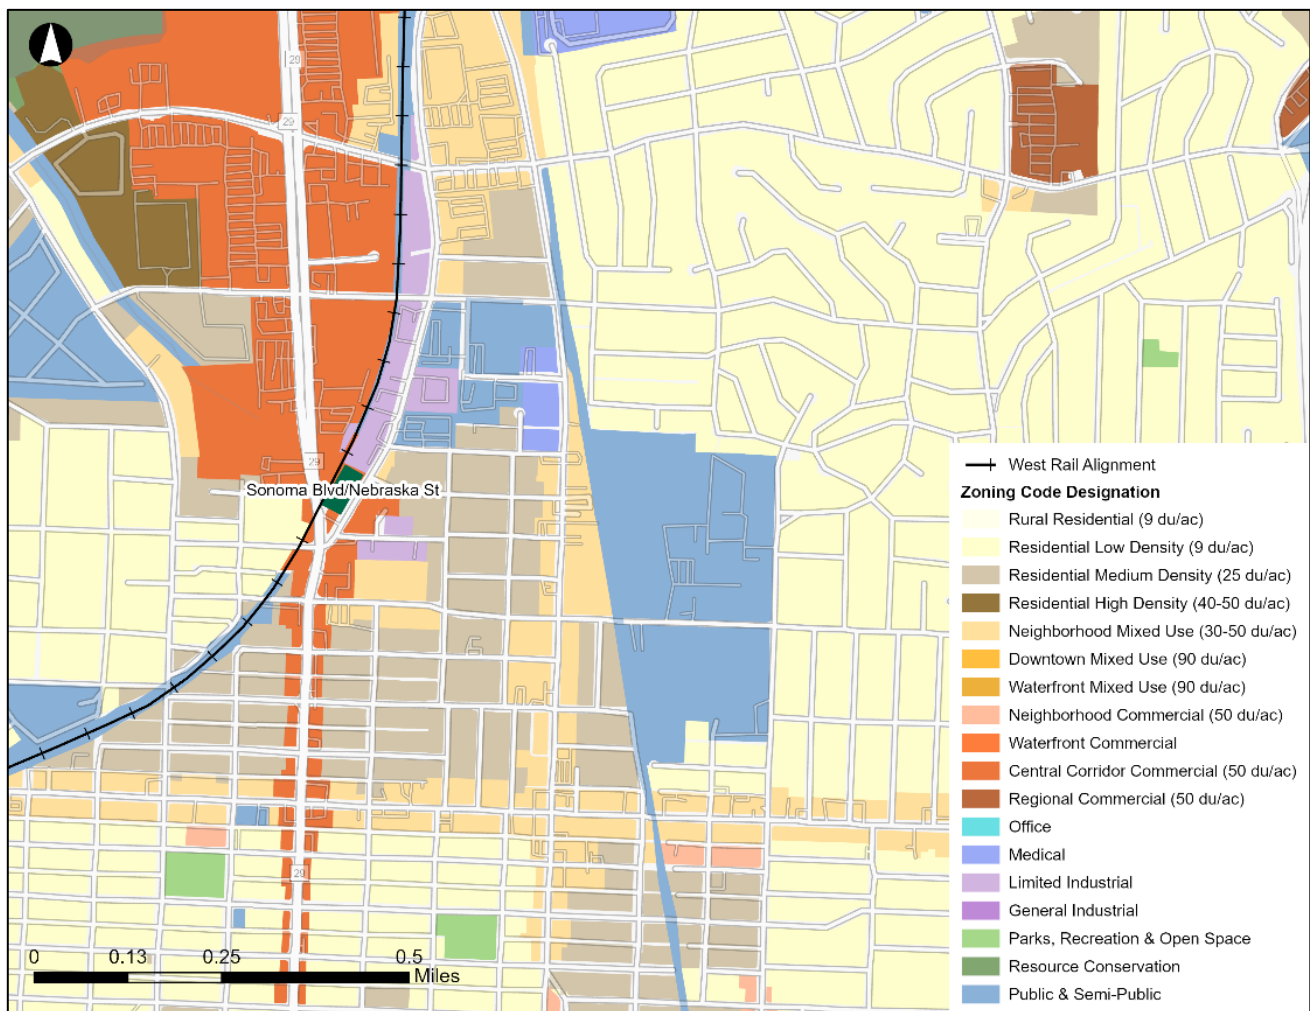 29
29
29
Sonoma Blvd/Nebraska St
29
0 0.13 0.25 0.5
Miles
West Rail Alignment
Zoning Code Designation
Rural Residential (9 du/ac)
Residential Low Density (9 du/ac)
Residential Medium Density (25 du/ac)
Residential High Density (40-50 du/ac)
Neighborhood Mixed Use (30-50 du/ac)
Downtown Mixed Use (90 du/ac)
Waterfront Mixed Use (90 du/ac)
Neighborhood Commercial (50 du/ac)
Waterfront Commercial
Central Corridor Commercial (50 du/ac)
Regional Commercial (50 du/ac)
Office
Medical
Limited Industrial
General Industrial
Parks, Recreation & Open Space
Resource Conservation
Public & Semi-Public